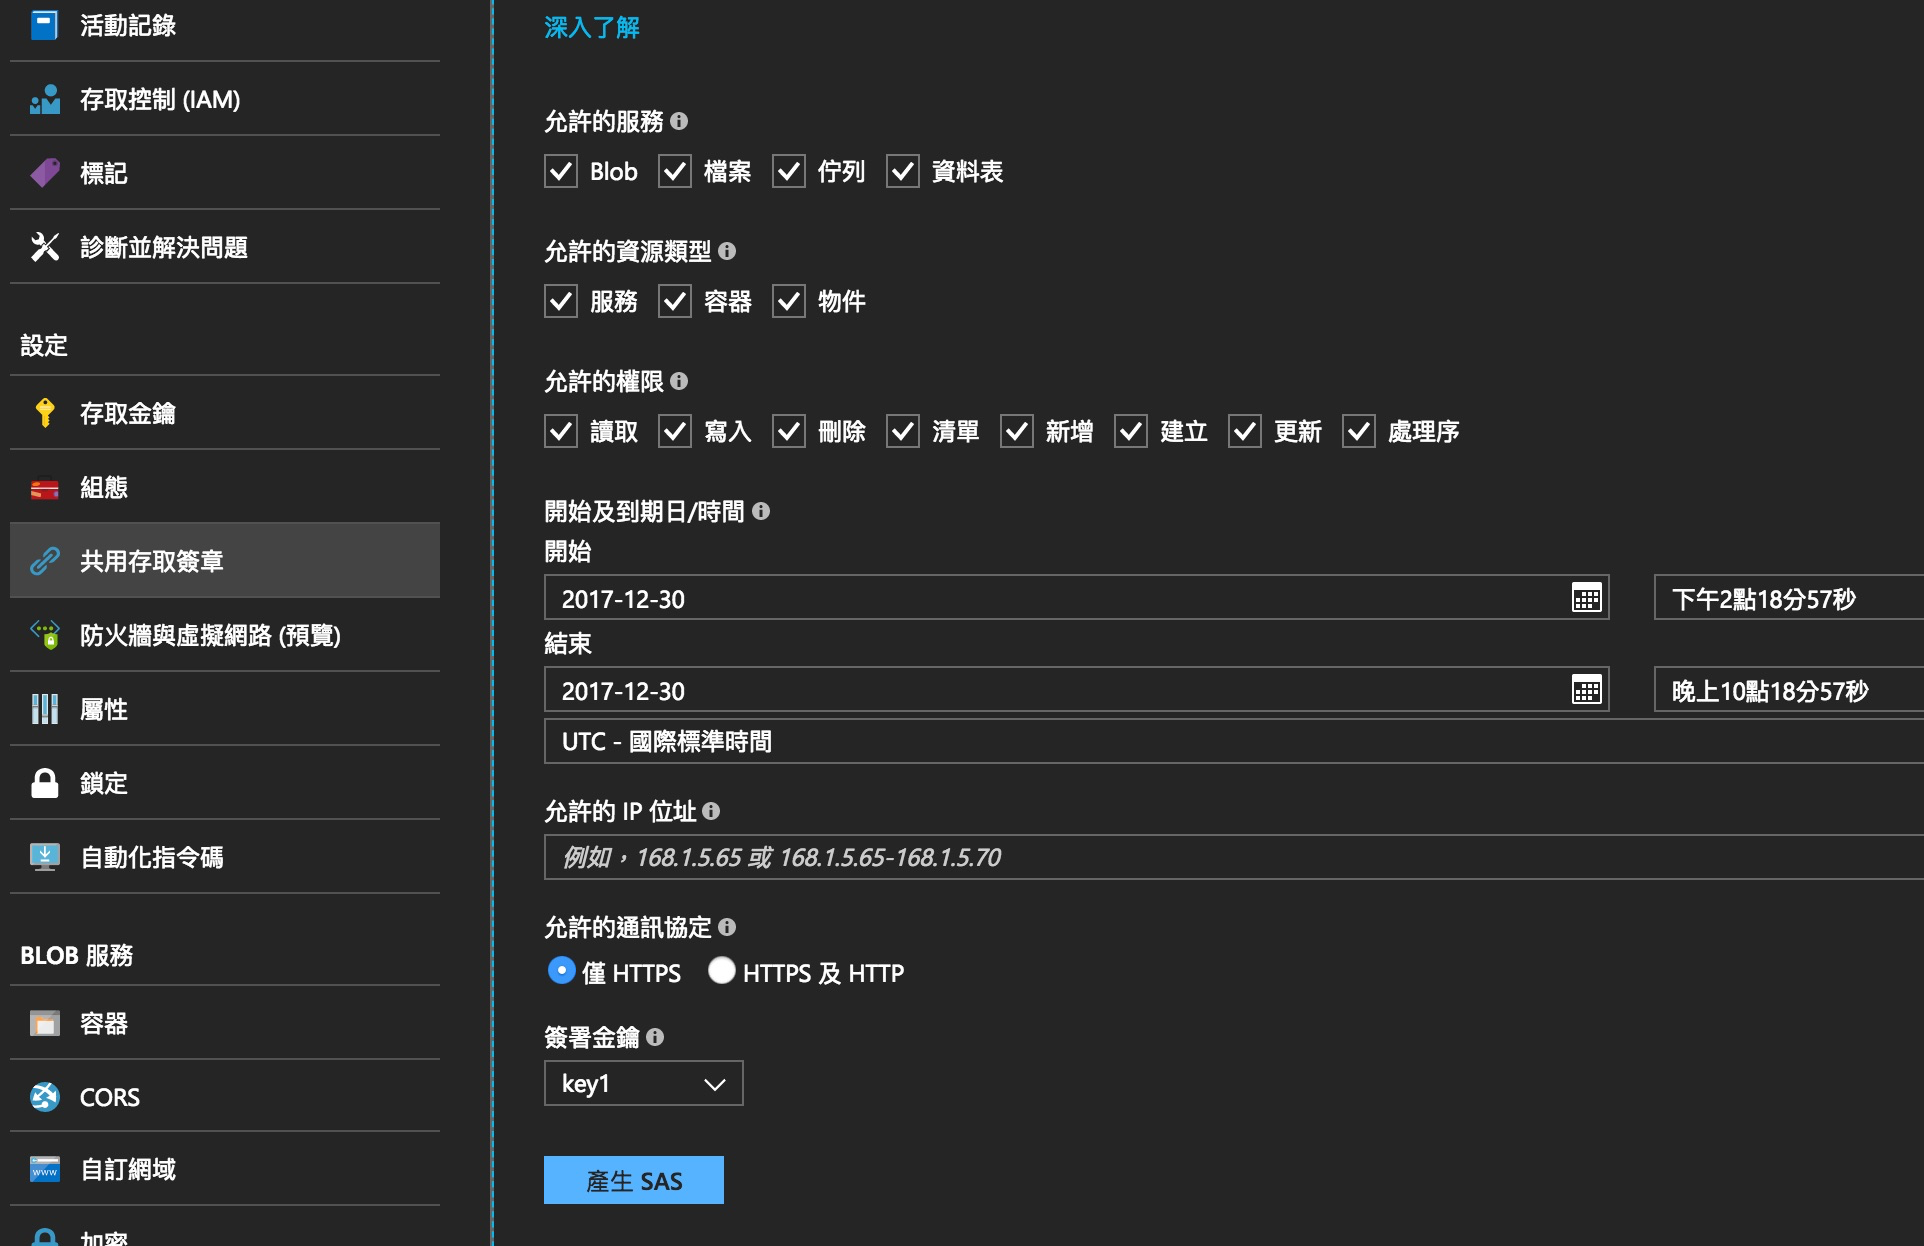 活動記錄
存取控制 (IAM)
標記
診斷並解決問題
設定
存取金鑰
組態
共用存取簽章
防火牆與虛擬網路 (預覽)
屬性
鎖定
自動化指令碼
BLOB 服務
容器
CORS
自訂網域
加密
深入了解
允許的服務
Blob 檔案 佇列 資料表
允許的資源類型
服務 容器 物件
允許的權限
讀取 寫入 刪除 清單 新增 建立 更新 處理序
開始及到期日/時間
開始
2017-12-30 下午2點18分57秒
結束
2017-12-30 晚上10點18分57秒
UTC - 國際標準時間
允許的 IP 位址
例如，168.1.5.65 或 168.1.5.65-168.1.5.70
允許的通訊協定
僅 HTTPS HTTPS 及 HTTP
簽署金鑰
key1
產生 SAS